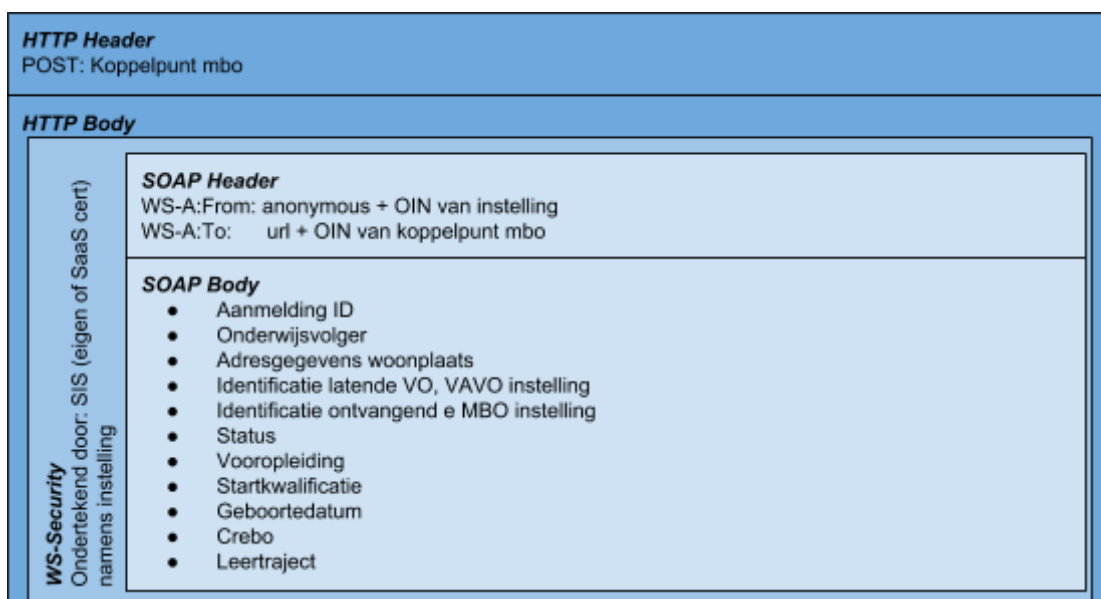 HTTP Header
POST: Koppelpunt mbo
HTTP Body
WS-Security
Ondertekend door: SIS (eigen of SaaS cert)
namens instelling
SOAP Header
WS-A:From: anonymous + OIN van instelling
WS-A:To: url + OIN van koppelpunt mbo
SOAP Body
● Aanmelding ID
● Onderwijsvolger
● Adresgegevens woonplaats
● Identificatie latende VO, VAVO instelling
● Identificatie ontvangend e MBO instelling
● Status
● Vooropleiding
● Startkwalificatie
● Geboortedatum
● Crebo
● Leertraject